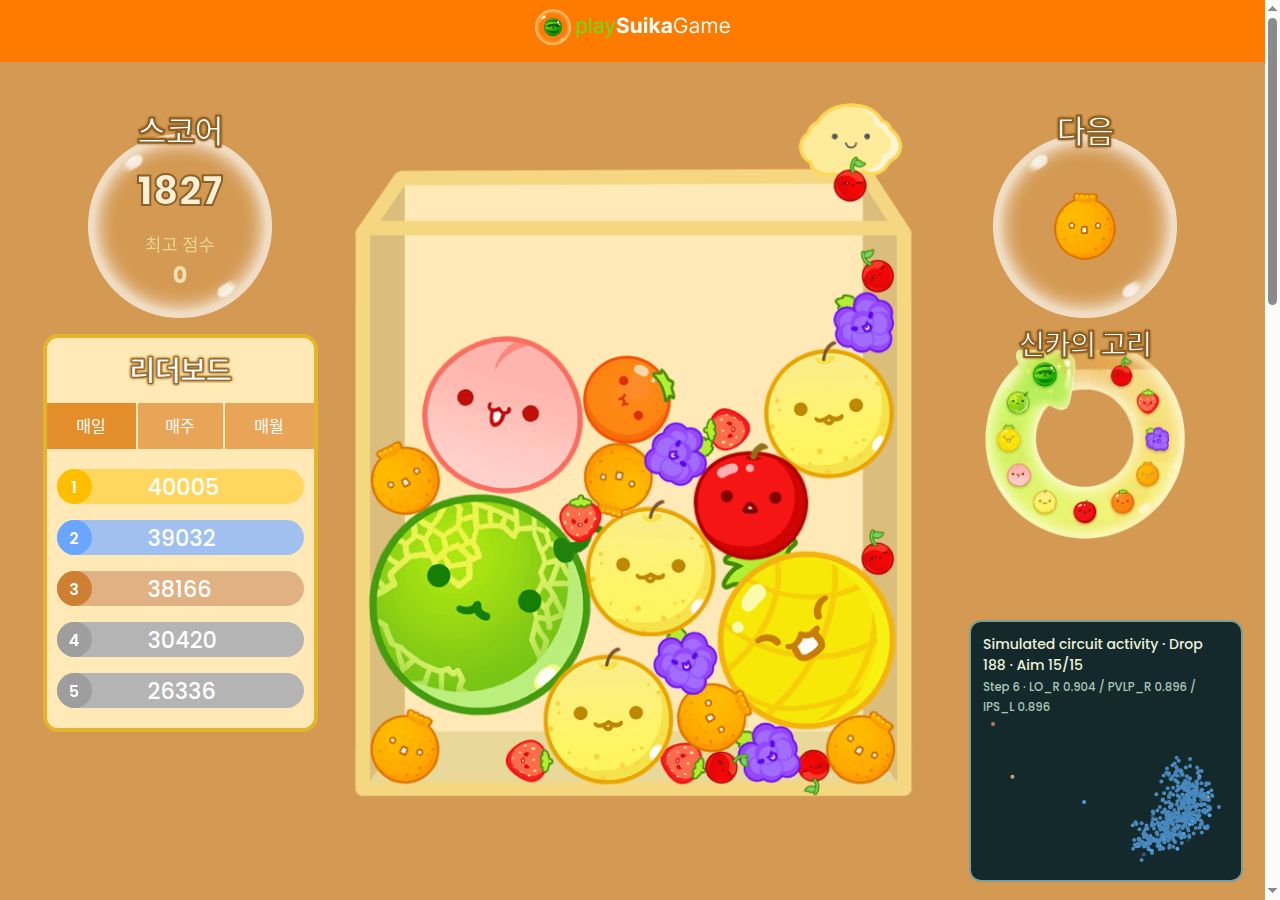 playSuikaGame
스코어
1827
최고 점수
0
다음
신카의 고리
리더보드
매일 매주 매월
1 40005
2 39032
3 38166
4 30420
5 26336
Simulated circuit activity · Drop
188 · Aim 15/15
Step 6 · LO_R 0.904 / PVLP_R 0.896 /
IPS_L 0.896